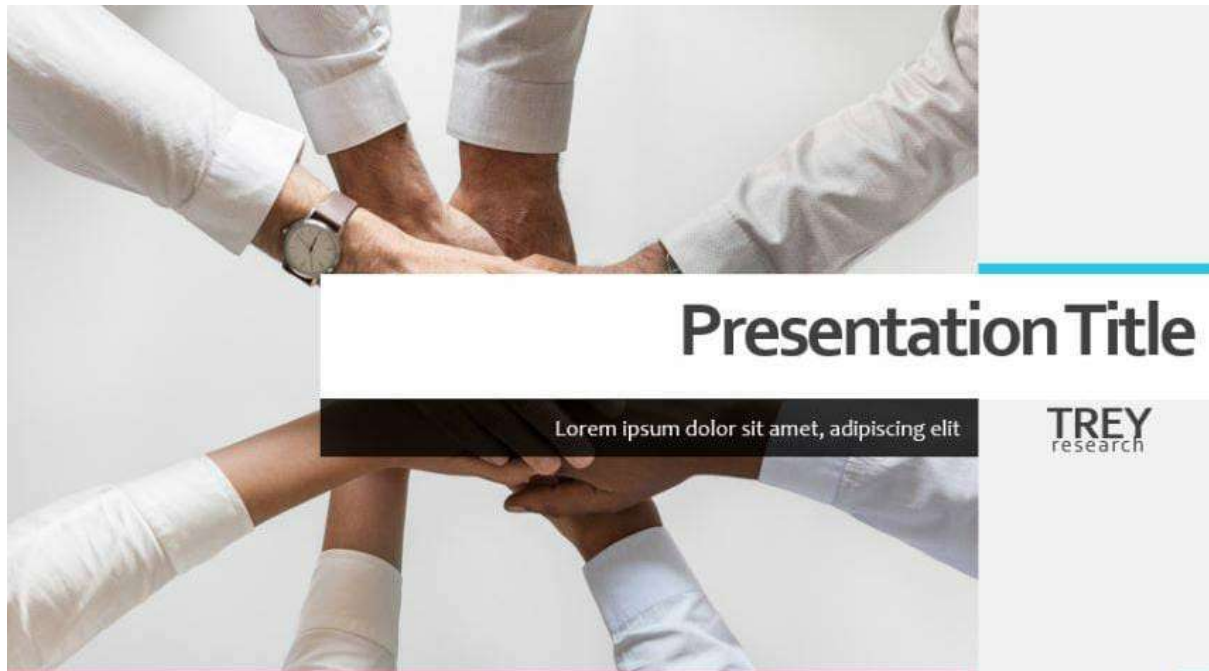 Presentation Title
Lorem ipsum dolor sit amet, adipiscing elit
TREY
research